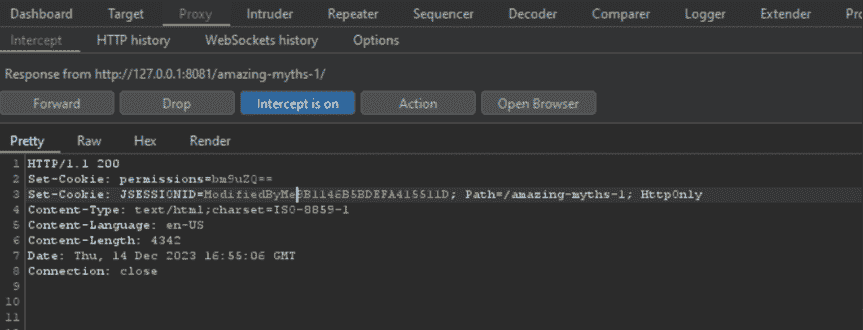 Dashboard Target Proxy Intruder Repeater Sequencer Decoder Comparer Logger Extender Pro
Intercept HTTP history WebSockets history Options
Response from http://127.0.0.1:8081/amazing-myths-1/
Forward Drop Intercept is on Action Open Browser
Pretty Raw Hex Render
1 HTTP/1.1 200
2 Set-Cookie: permissions=bm9uZQ==
3 Set-Cookie: JSESSIONID=ModifiedByMe8B1146B5BDEFA415511D; Path=/amazing-myths-1; HttpOnly
4 Content-Type: text/html;charset=ISO-8859-1
5 Content-Language: en-US
6 Content-Length: 4342
7 Date: Thu, 14 Dec 2023 16:55:06 GMT
8 Connection: close
9
10
11